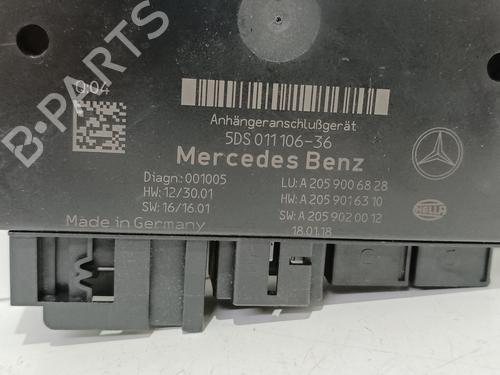 B-PARTS
0:04
Anhängeranschlußgerät
5DS 011 106-36
Mercedes Benz
Diagn: 001005
HW: 12/30.01
SW: 16/16.01
LU: A 205 900 68 28
HW: A 205 901 63 10
SW: A 205 902 00 12
18.01.18
Made in Germany
HELLA